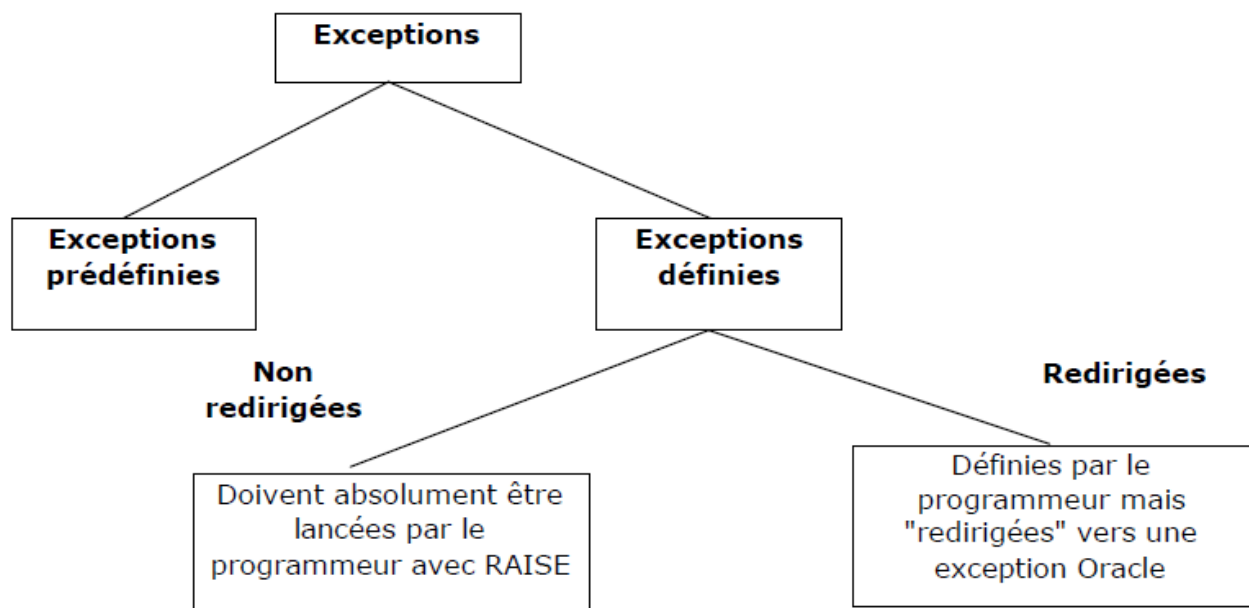 Exceptions
Exceptions
prédéfinies
Exceptions
définies
Non
redirigées
Redirigées
Doivent absolument être
lancées par le
programmeur avec RAISE
Définies par le
programmeur mais
"redirigées" vers une
exception Oracle